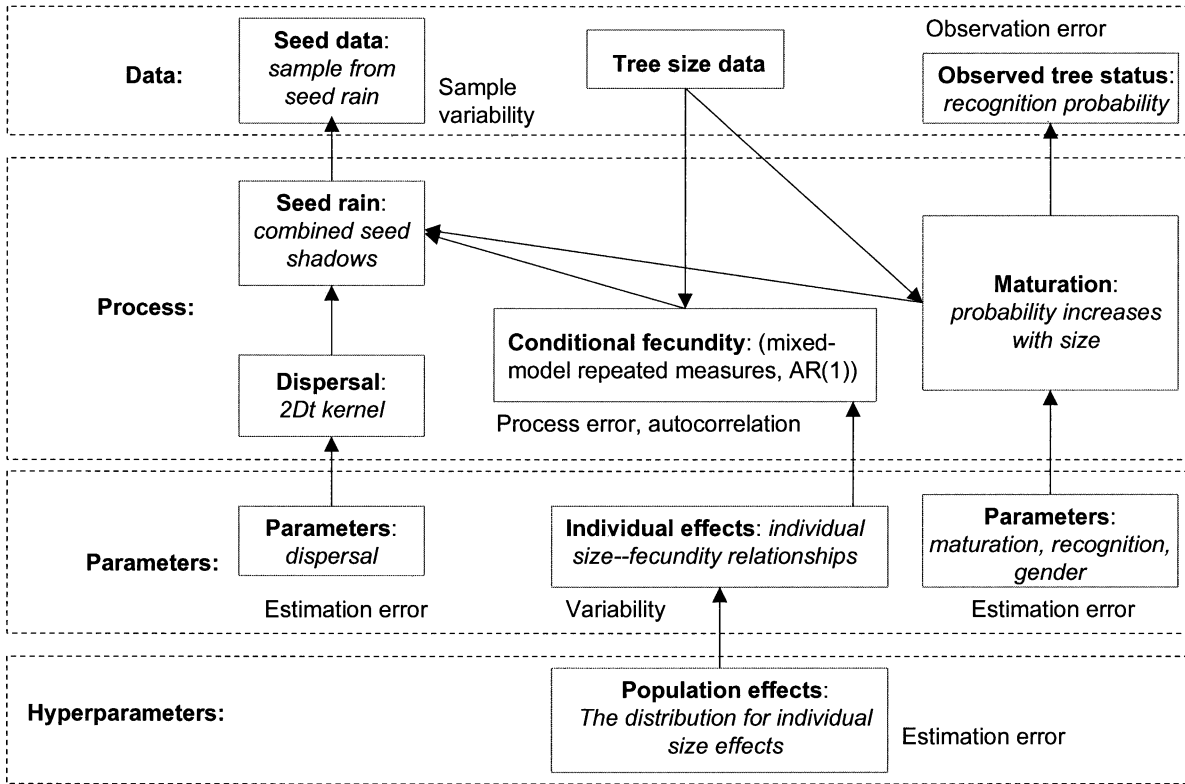 Data:
Seed data:
sample from
seed rain
Sample
variability
Tree size data
Observation error
Observed tree status:
recognition probability
Process:
Seed rain:
combined seed
shadows
Dispersal:
2Dt kernel
Conditional fecundity: (mixed-
model repeated measures, AR(1))
Process error, autocorrelation
Maturation:
probability increases
with size
Parameters:
Parameters:
dispersal
Estimation error
Individual effects: individual
size--fecundity relationships
Variability
Parameters:
maturation, recognition,
gender
Estimation error
Hyperparameters:
Population effects:
The distribution for individual
size effects
Estimation error